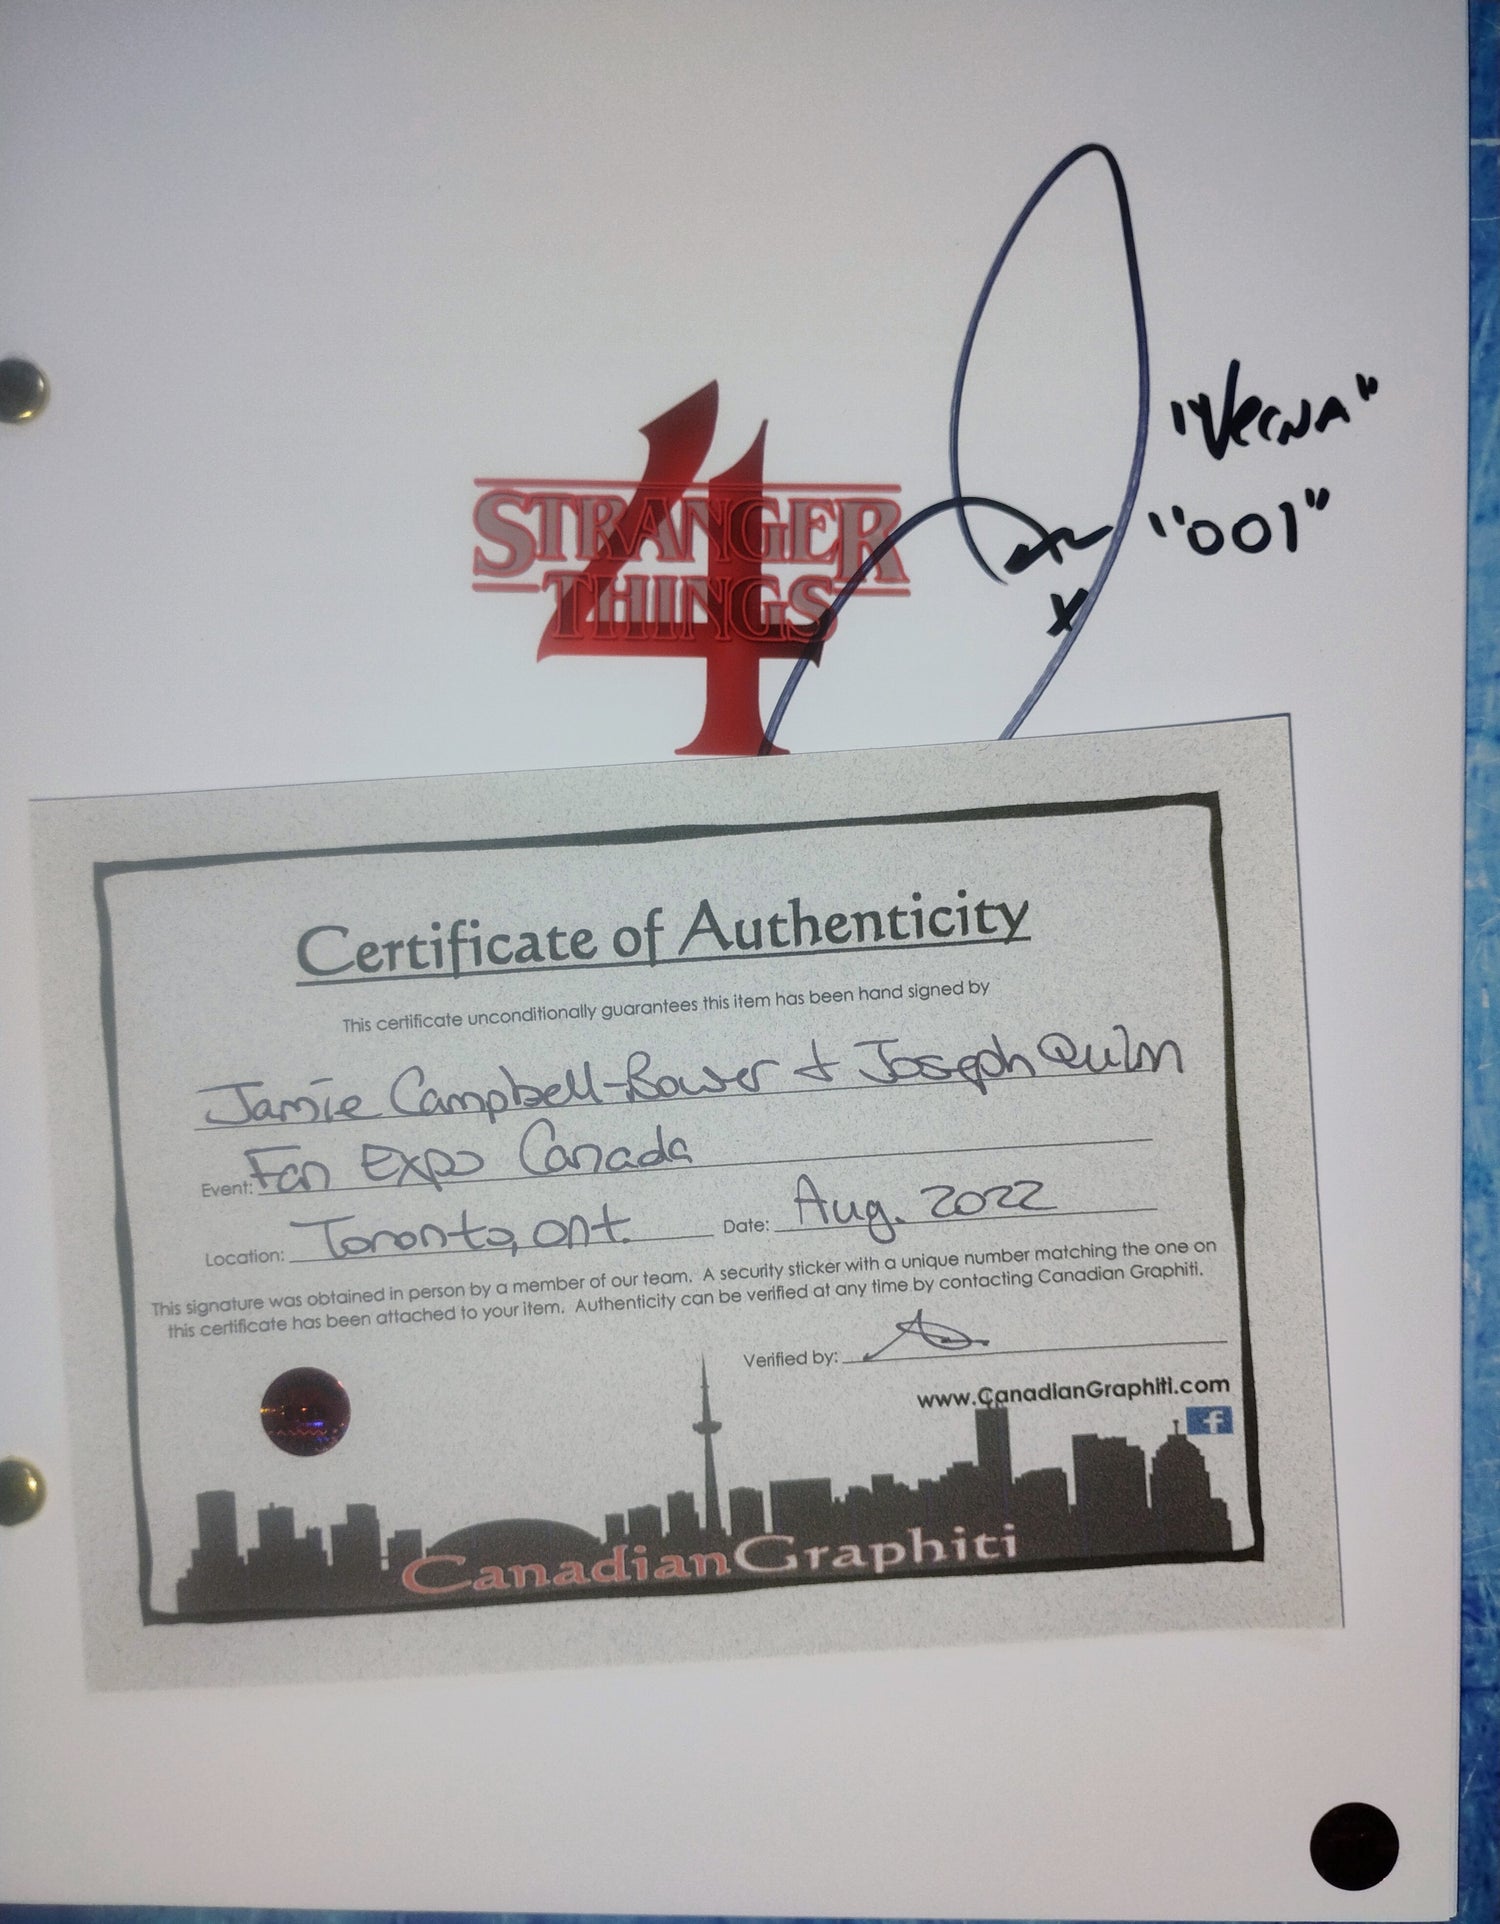 "Vecna"
4
STRANGER
THINGS
"001"
x
Certificate of Authenticity
This certificate unconditionally guarantees this item has been hand signed by
Jamie Campbell-Bower + Joseph Quinn
Event: Fan Expo Canada
Location: Toronto, Ont. Date: Aug. 2022
This signature was obtained in person by a member of our team. A security sticker with a unique number matching the one on
this certificate has been attached to your item. Authenticity can be verified at any time by contacting Canadian Graphiti.
Verified by:
www.CanadianGraphiti.com
f
CanadianGraphiti